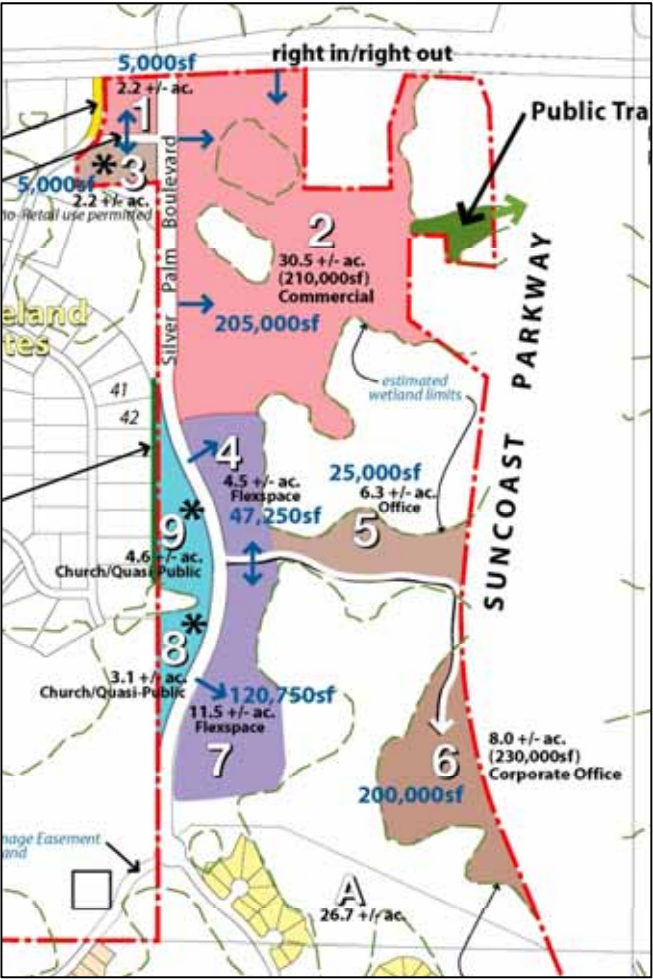 right in/right out
5,000sf
2.2 +/- ac.
1
Public Tra
3
5,000sf
2.2 +/- ac.
No-Retail use permitted
Silver Palm Boulevard
2
30.5 +/- ac.
(210,000sf)
Commercial
205,000sf
eland
tes
41
42
estimated
wetland limits
SUNCOAST PARKWAY
4
4.5 +/- ac.
Flexspace
47,250sf
25,000sf
6.3 +/- ac.
Office
5
9
4.6 +/- ac.
Church/Quasi-Public
8
3.1 +/- ac.
Church/Quasi-Public
120,750sf
11.5 +/- ac.
Flexspace
7
6
8.0 +/- ac.
(230,000sf)
Corporate Office
200,000sf
nage Easement
and
A
26.7 +/- ac.